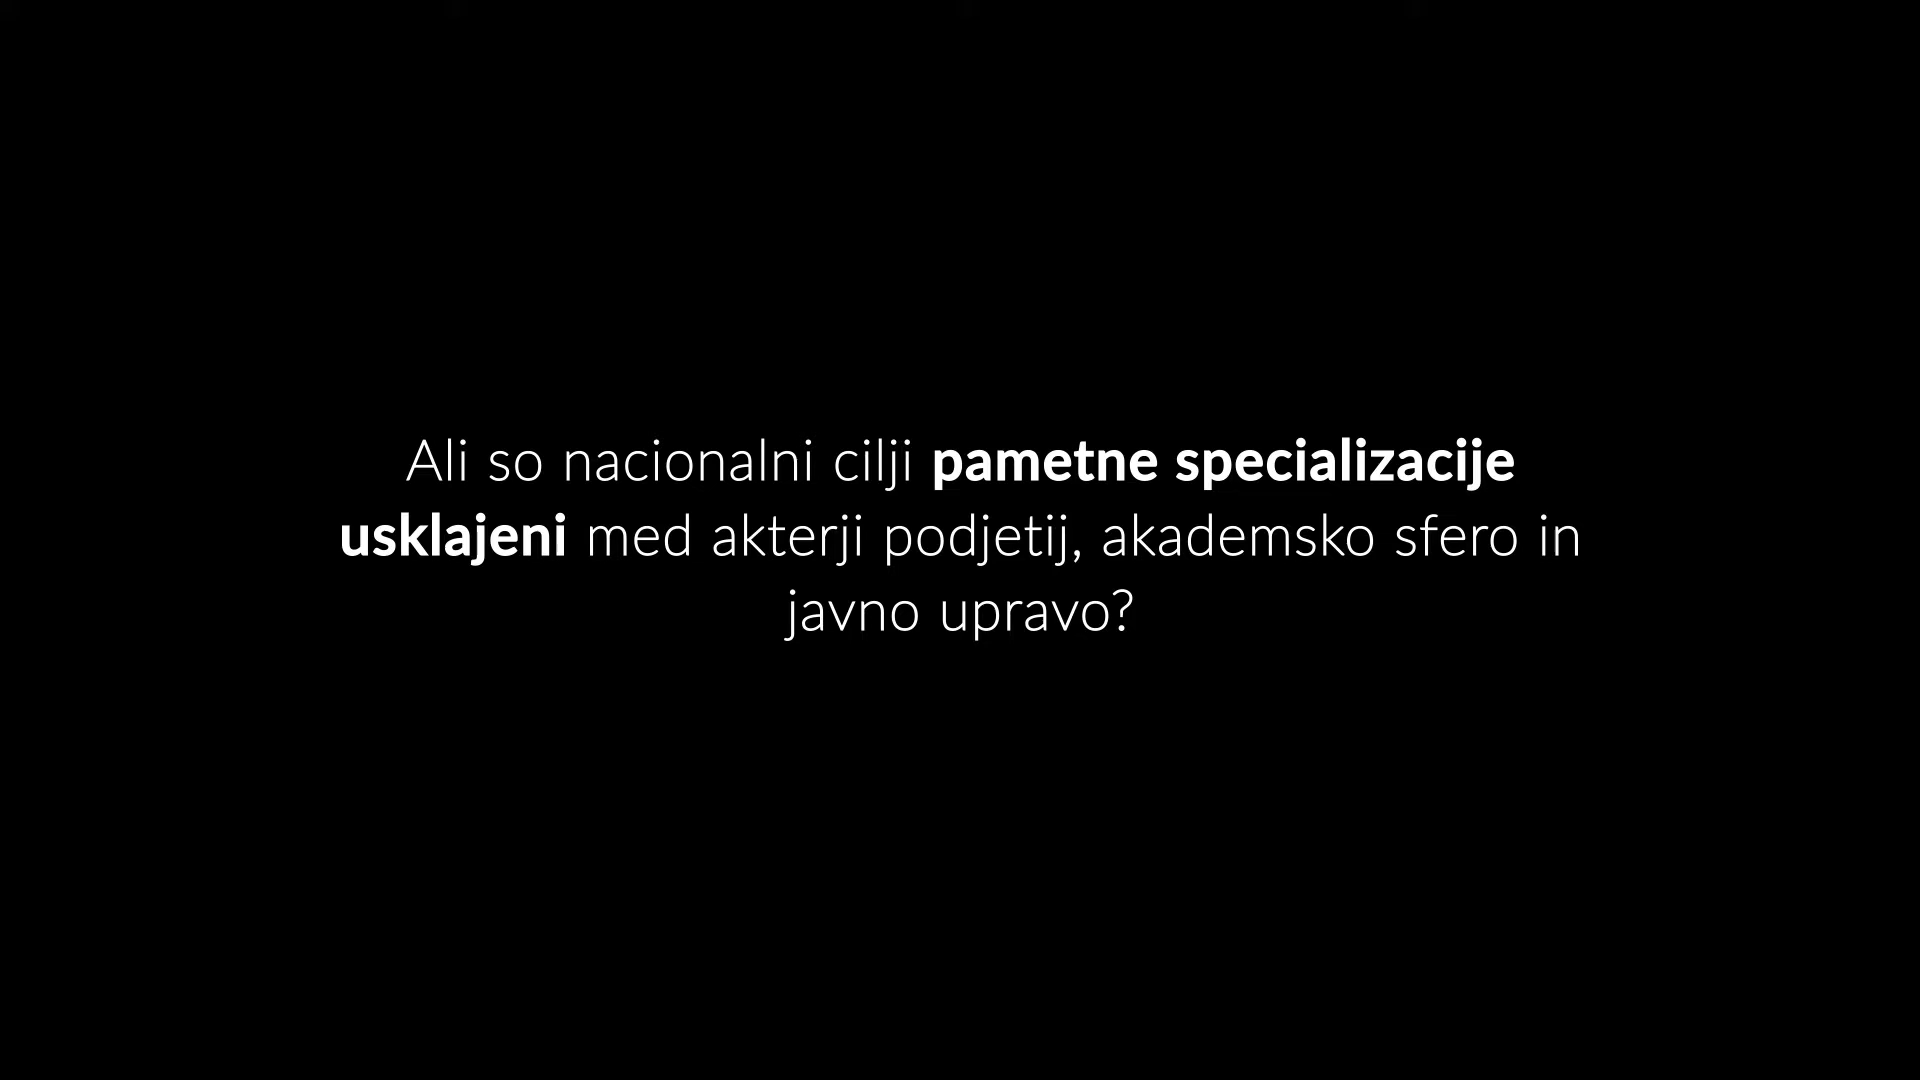 Ali so nacionalni cilji pametne specializacije
usklajeni med akterji podjetij, akademsko sfero in
javno upravo?